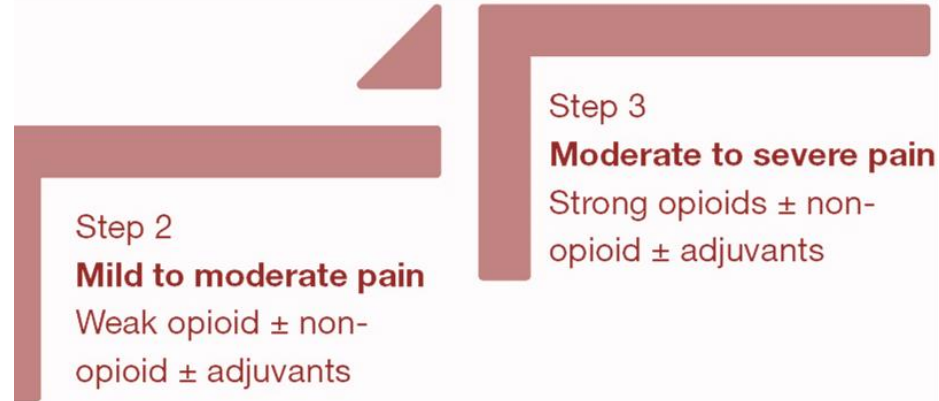 Step 2
Mild to moderate pain
Weak opioid ± non-
opioid ± adjuvants
Step 3
Moderate to severe pain
Strong opioids ± non-
opioid ± adjuvants